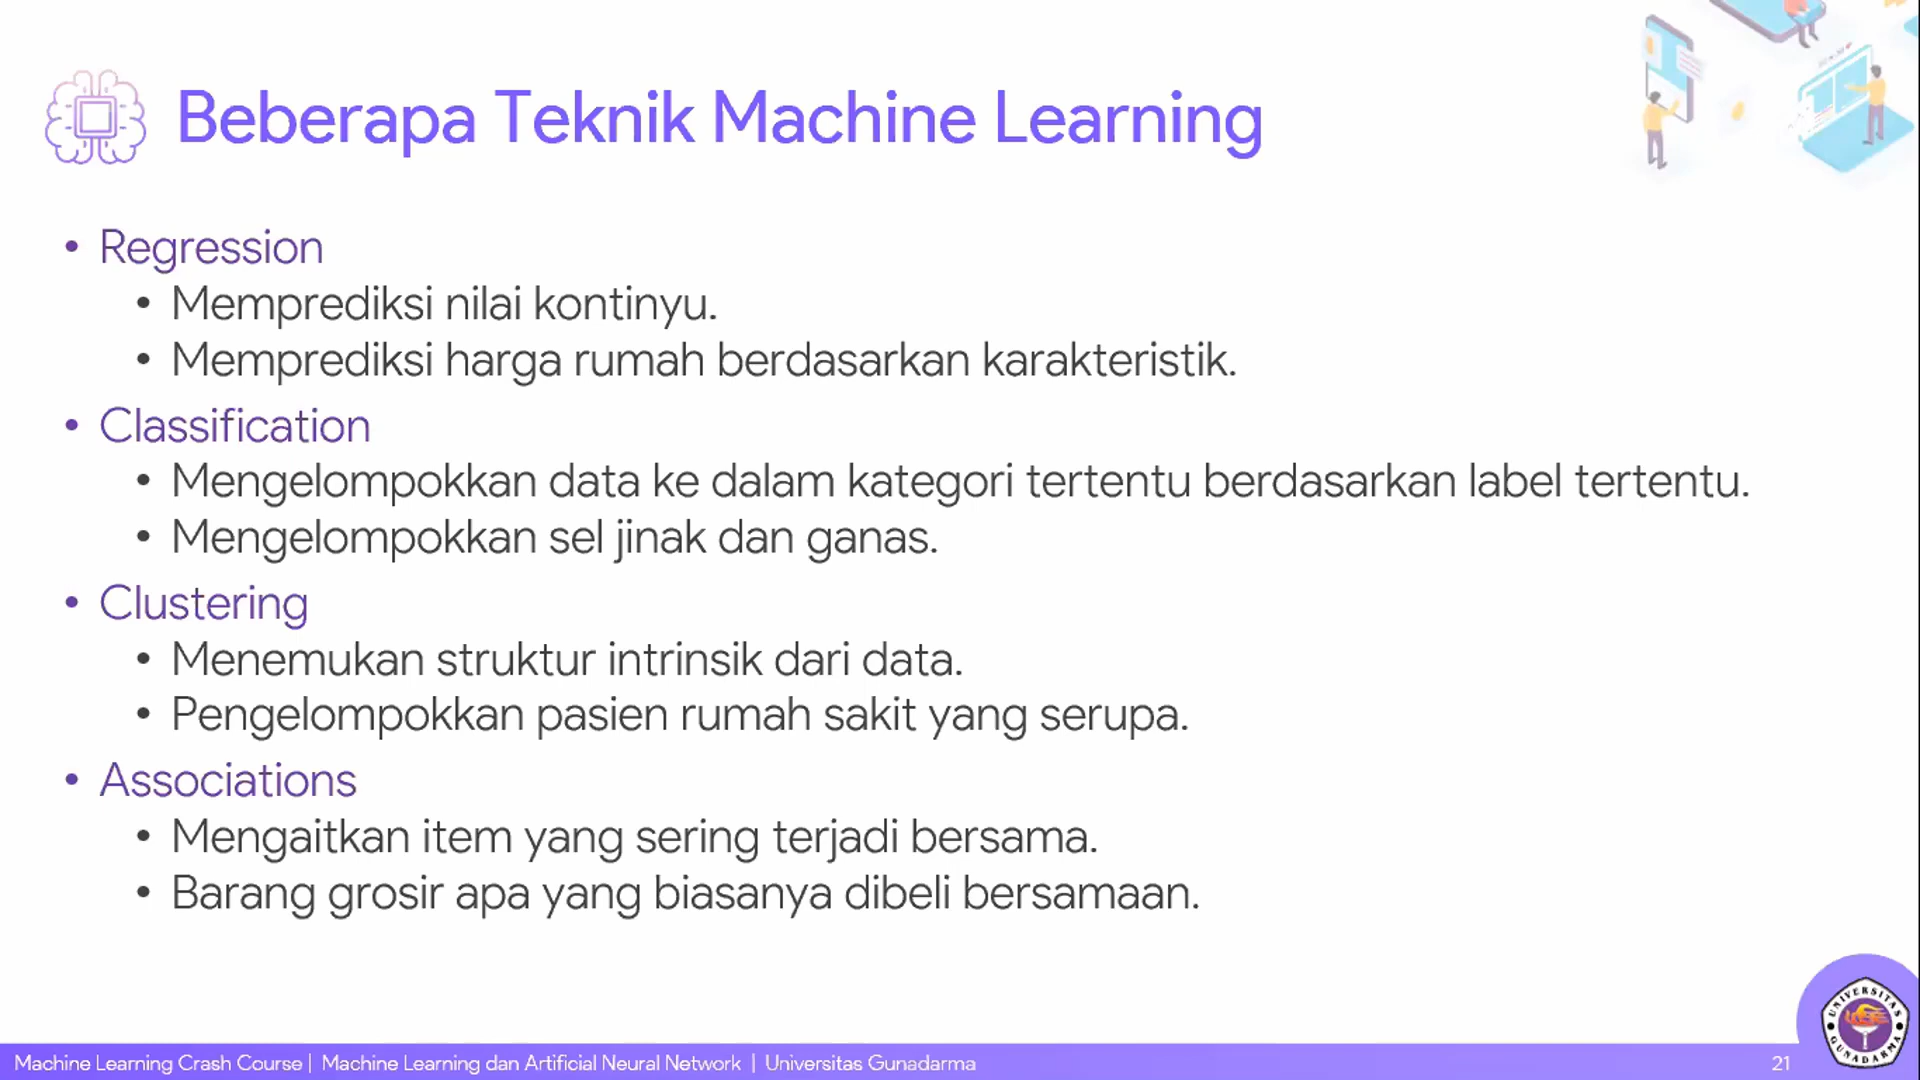 Beberapa Teknik Machine Learning
• Regression
• Memprediksi nilai kontinyu.
• Memprediksi harga rumah berdasarkan karakteristik.
• Classification
• Mengelompokkan data ke dalam kategori tertentu berdasarkan label tertentu.
• Mengelompokkan sel jinak dan ganas.
• Clustering
• Menemukan struktur intrinsik dari data.
• Pengelompokkan pasien rumah sakit yang serupa.
• Associations
• Mengaitkan item yang sering terjadi bersama.
• Barang grosir apa yang biasanya dibeli bersamaan.
UNIVERSITAS GUNADARMA
Machine Learning Crash Course | Machine Learning dan Artificial Neural Network | Universitas Gunadarma 21